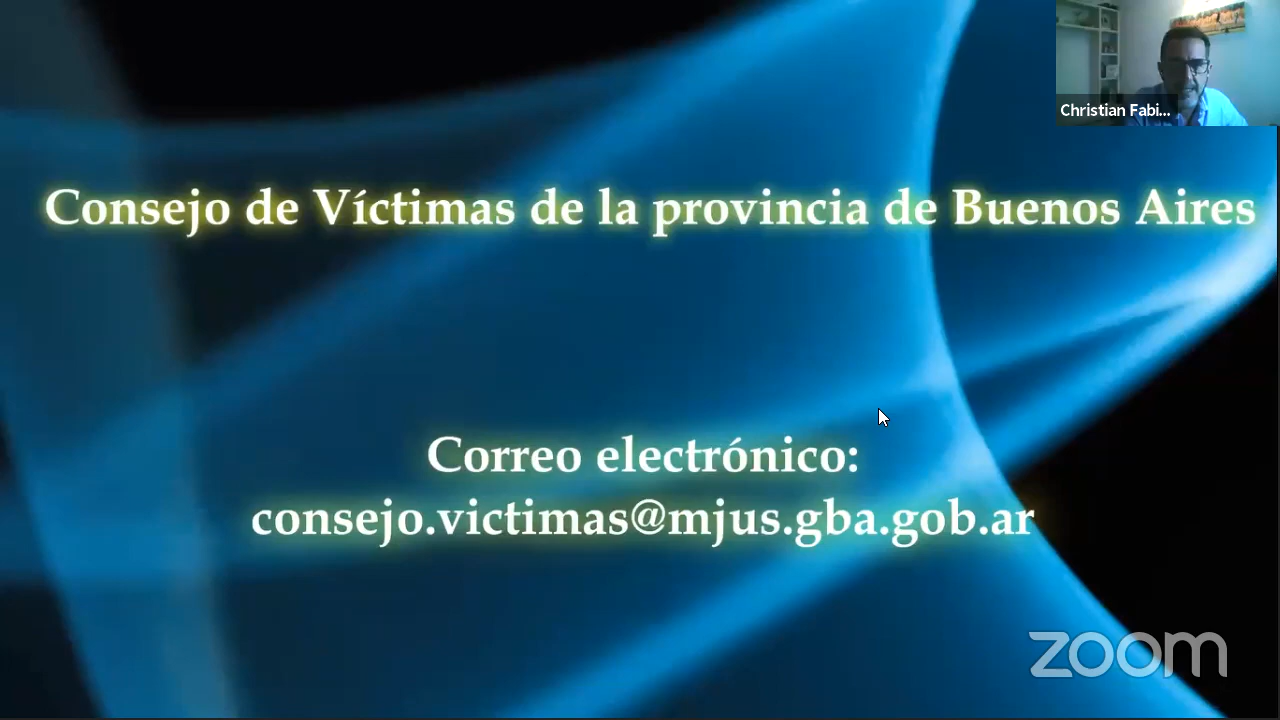 Christian Fabi...
Consejo de Víctimas de la provincia de Buenos Aires
Correo electrónico:
consejo.victimas@mjus.gba.gob.ar
zoom